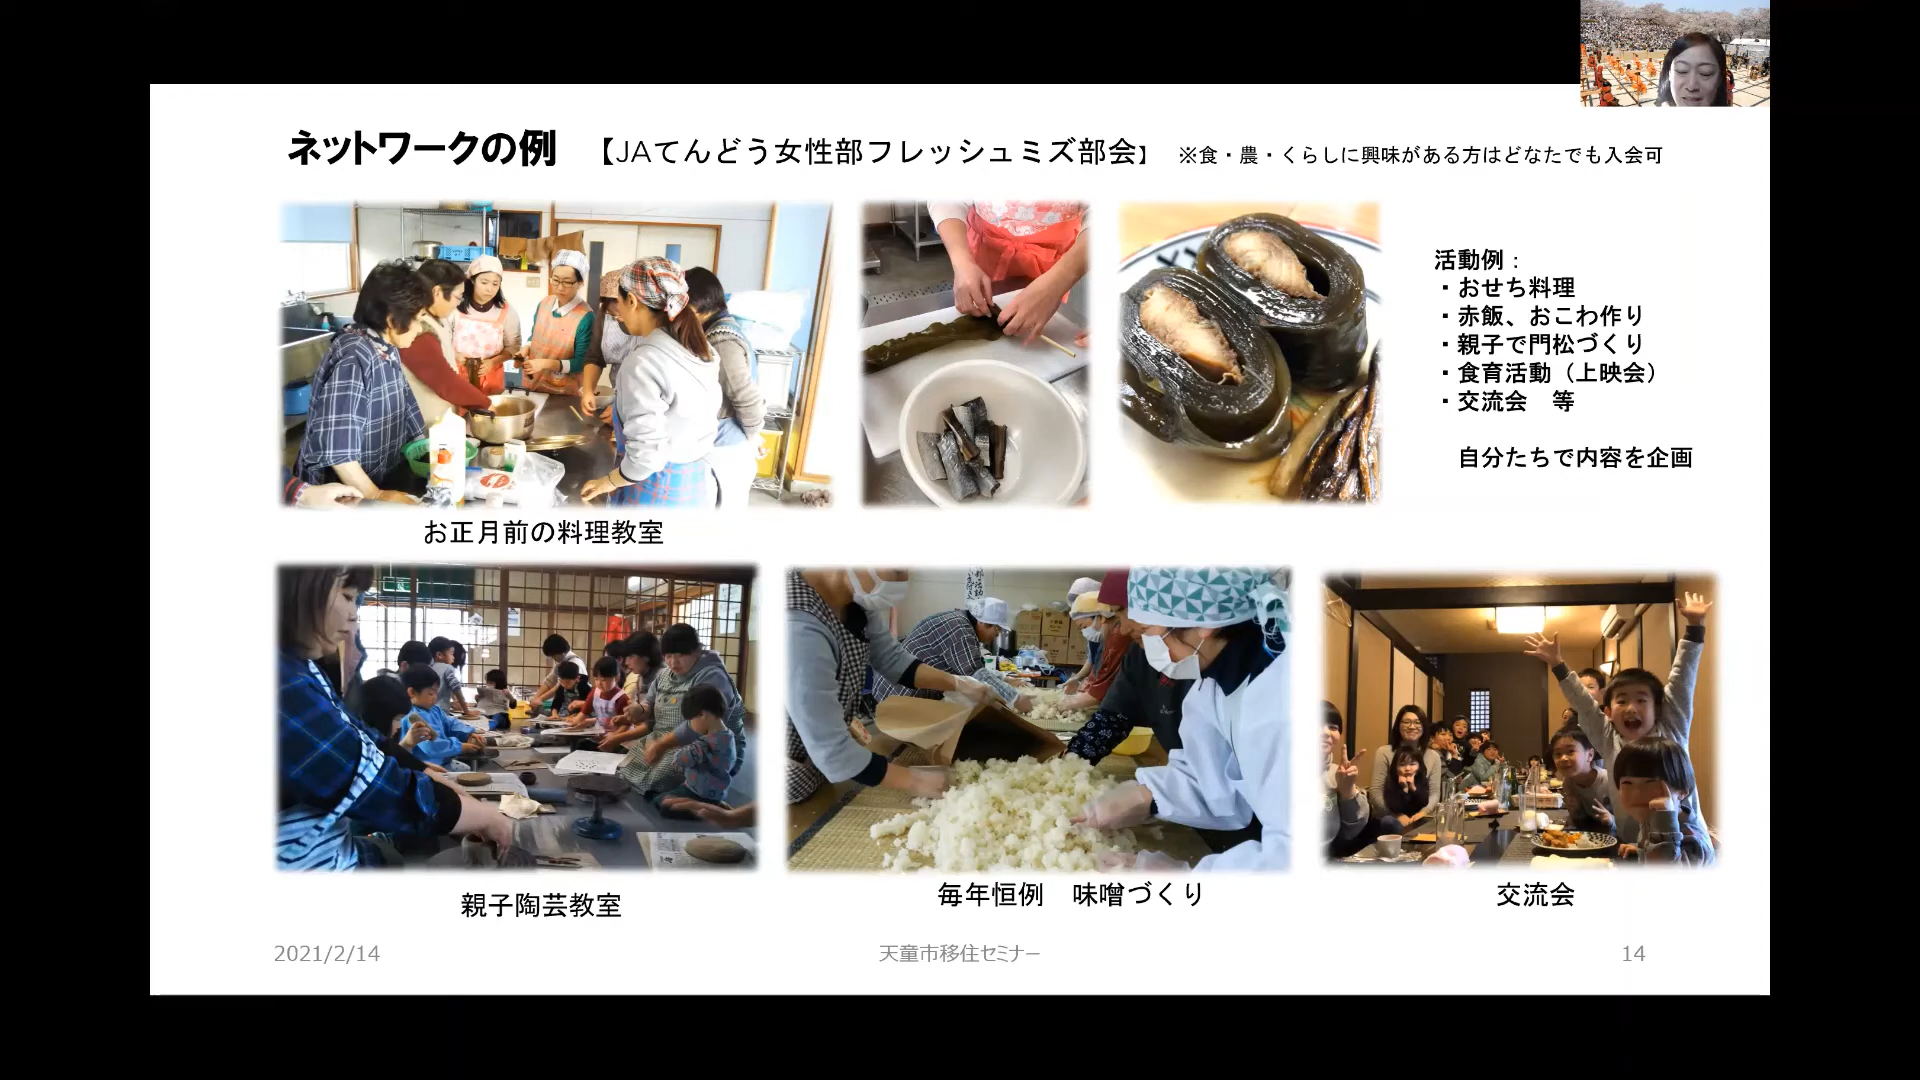 ネットワークの例 【JAてんどう女性部フレッシュミズ部会】 ※食・農・くらしに興味がある方はどなたでも入会可
活動例：
・おせち料理
・赤飯、おこわ作り
・親子で門松づくり
・食育活動（上映会）
・交流会　等
自分たちで内容を企画
お正月前の料理教室
親子陶芸教室
毎年恒例　味噌づくり
交流会
2021/2/14
天童市移住セミナー
14